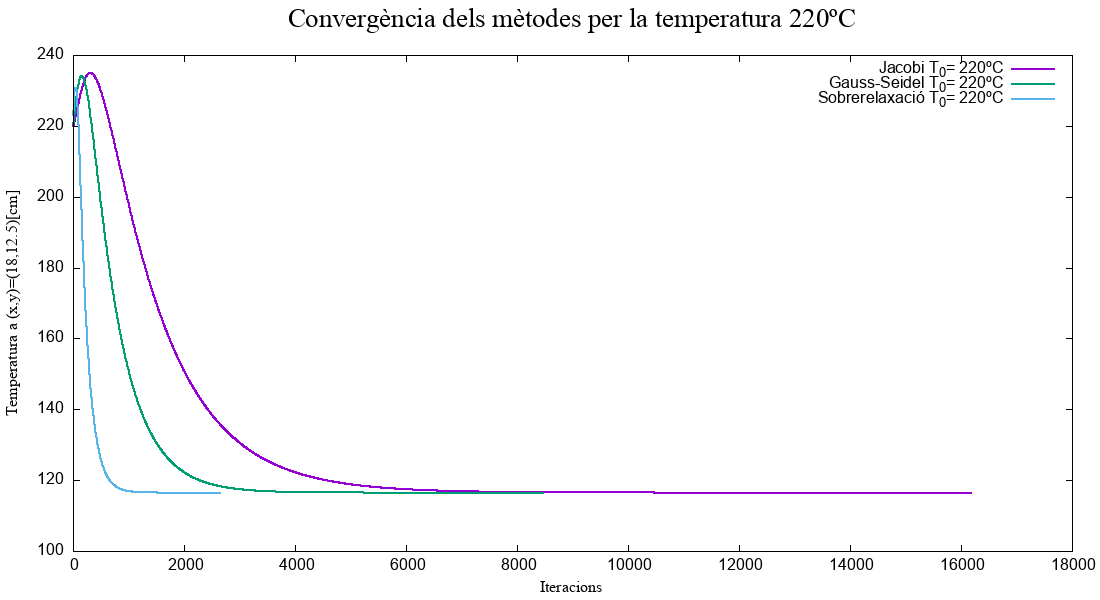 Convergència dels mètodes per la temperatura 220ºC
240
220
200
180
160
140
120
100
Temperatura a (x,y)=(18,12.5)[cm]
Jacobi T0= 220ºC
Gauss-Seidel T0= 220ºC
Sobrerelaxació T0= 220ºC
0 2000 4000 6000 8000 10000 12000 14000 16000 18000
Iteracions